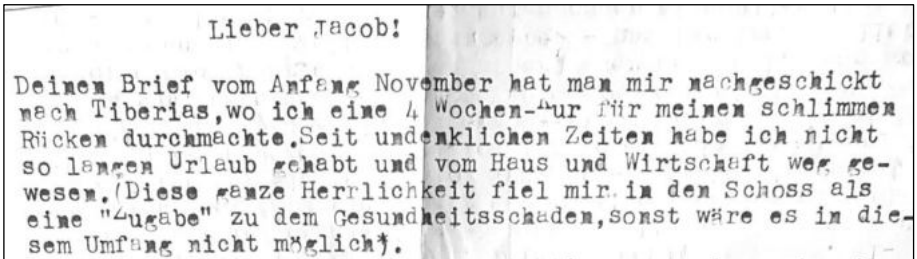 Lieber Jacob!
Deinen Brief vom Anfang November hat man mir nachgeschickt
nach Tiberias,wo ich eine 4 Wochen-Kur für meinen schlimmen
Rücken durchmachte.Seit undenklichen Zeiten habe ich nicht
so langen Urlaub gehabt und vom Haus und Wirtschaft weg ge-
wesen.(Diese ganze Herrlichkeit fiel mir in den Schoss als
eine "Zugabe" zu dem Gesundheitsschaden,sonst wäre es in die-
sem Umfang nicht möglich).